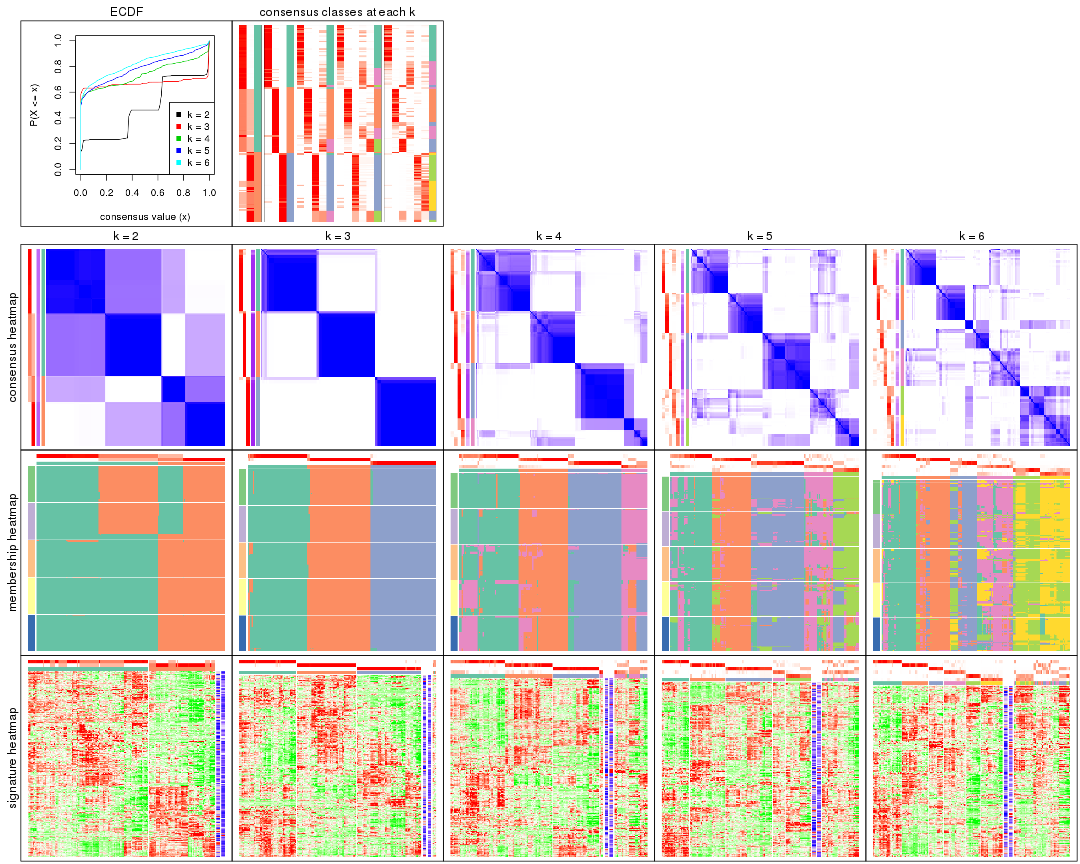 ECDF
consensus classes at each k
P(X <= x)
0.0 0.2 0.4 0.6 0.8 1.0
k = 2
k = 3
k = 4
k = 5
k = 6
0.0 0.2 0.4 0.6 0.8 1.0
consensus value (x)
k = 2
k = 3
k = 4
k = 5
k = 6
consensus heatmap
membership heatmap
signature heatmap